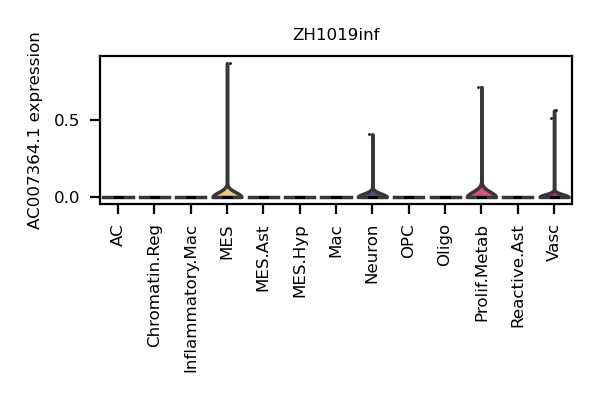 ZH1019inf
AC007364.1 expression
0.5
0.0
AC
Chromatin.Reg
Inflammatory.Mac
MES
MES.Ast
MES.Hyp
Mac
Neuron
OPC
Oligo
Prolif.Metab
Reactive.Ast
Vasc